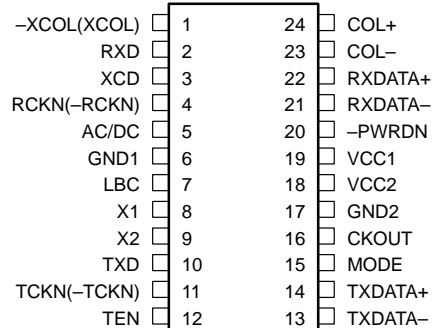 –XCOL(XCOL) 1 24 COL+
RXD 2 23 COL–
XCD 3 22 RXDATA+
RCKN(–RCKN) 4 21 RXDATA–
AC/DC 5 20 –PWRDN
GND1 6 19 VCC1
LBC 7 18 VCC2
X1 8 17 GND2
X2 9 16 CKOUT
TXD 10 15 MODE
TCKN(–TCKN) 11 14 TXDATA+
TEN 12 13 TXDATA–